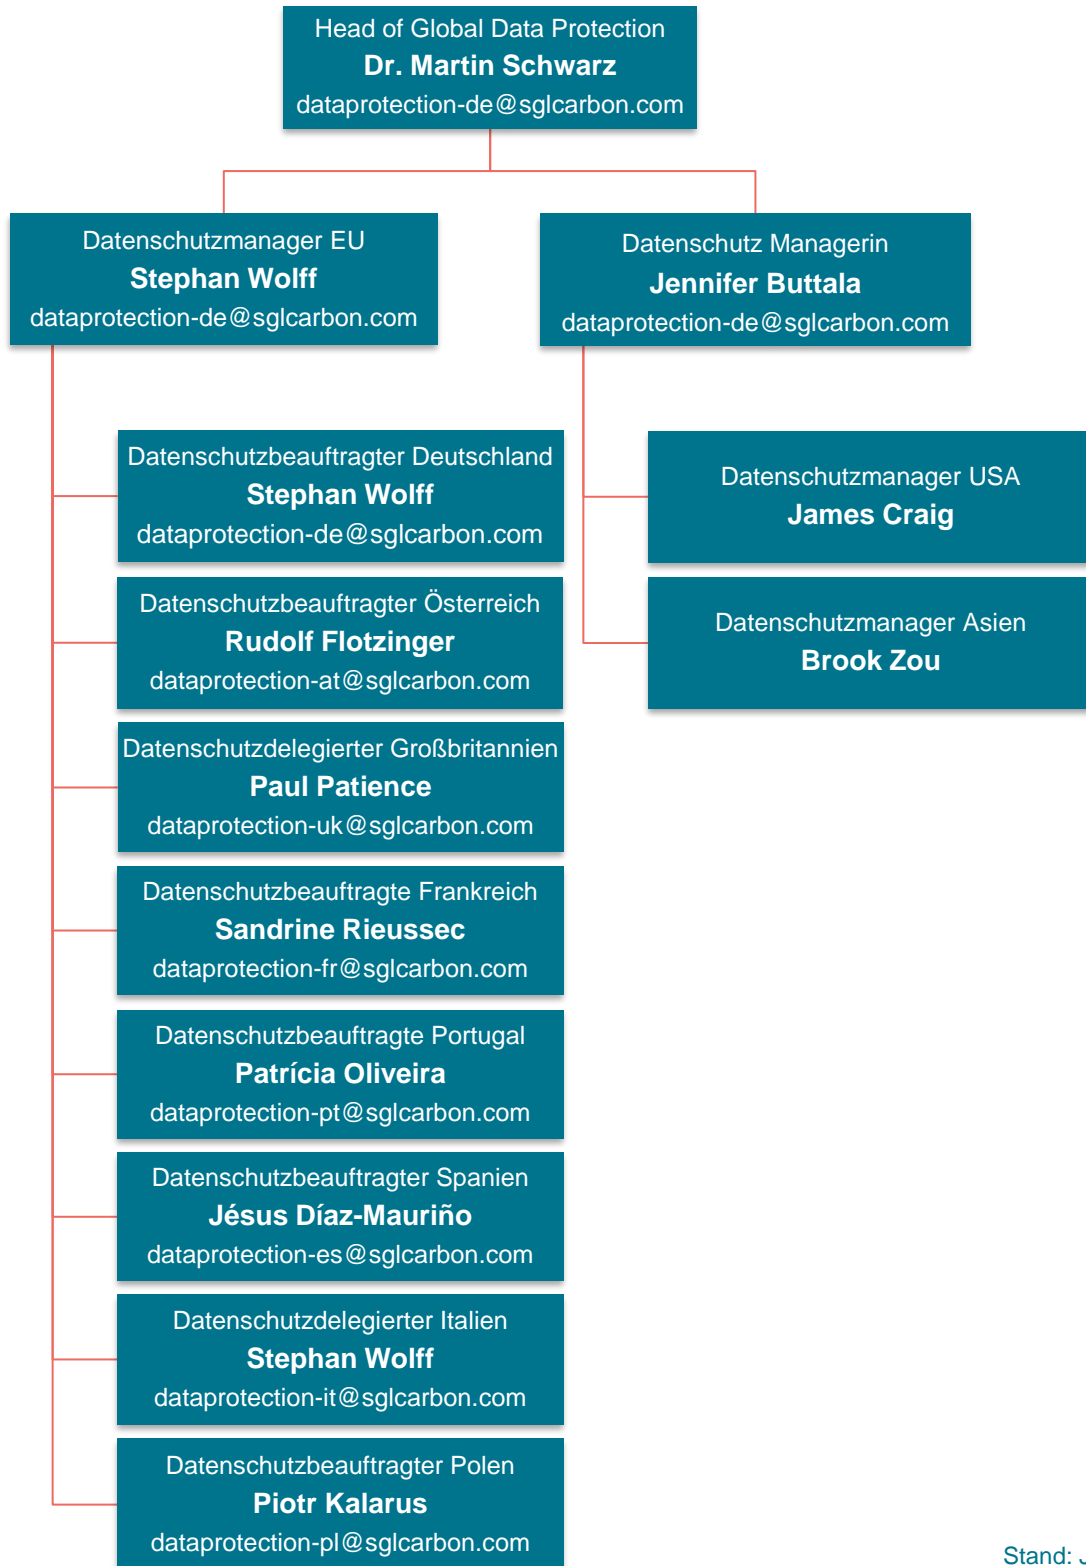 Head of Global Data Protection
Dr. Martin Schwarz
dataprotection-de@sglcarbon.com
Datenschutzmanager EU
Stephan Wolff
dataprotection-de@sglcarbon.com
Datenschutz Managerin
Jennifer Buttala
dataprotection-de@sglcarbon.com
Datenschutzbeauftragter Deutschland
Stephan Wolff
dataprotection-de@sglcarbon.com
Datenschutzbeauftragter Österreich
Rudolf Flotzinger
dataprotection-at@sglcarbon.com
Datenschutzdelegierter Großbritannien
Paul Patience
dataprotection-uk@sglcarbon.com
Datenschutzbeauftragte Frankreich
Sandrine Rieussec
dataprotection-fr@sglcarbon.com
Datenschutzbeauftragte Portugal
Patrícia Oliveira
dataprotection-pt@sglcarbon.com
Datenschutzbeauftragter Spanien
Jésus Díaz-Mauriño
dataprotection-es@sglcarbon.com
Datenschutzdelegierter Italien
Stephan Wolff
dataprotection-it@sglcarbon.com
Datenschutzbeauftragter Polen
Piotr Kalarus
dataprotection-pl@sglcarbon.com
Datenschutzmanager USA
James Craig
Datenschutzmanager Asien
Brook Zou
Stand: